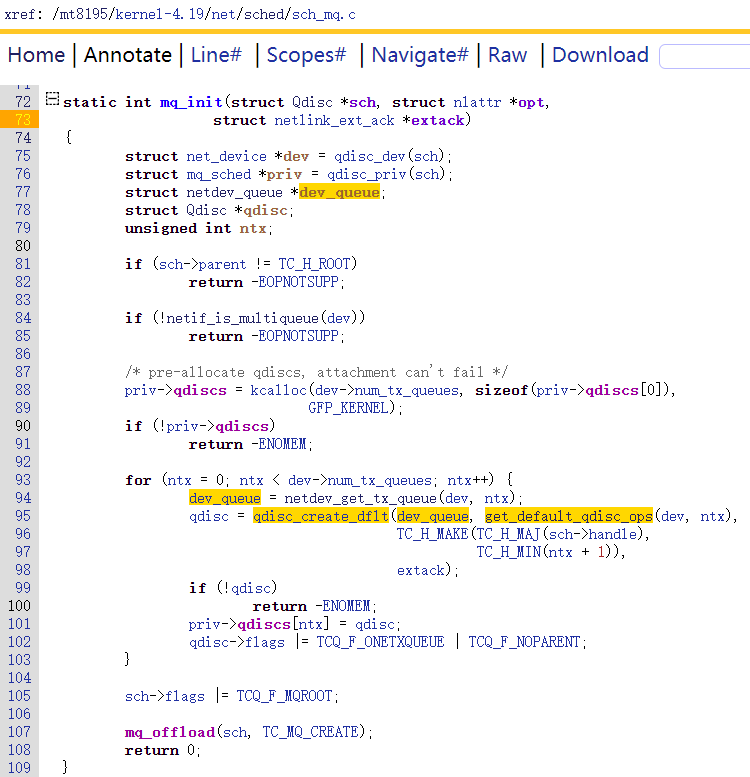 xref: /mt8195/kernel-4.19/net/sched/sch_mq.c
Home | Annotate | Line# | Scopes# | Navigate# | Raw | Download
71
72 static int mq_init(struct Qdisc *sch, struct nlattr *opt,
73 struct netlink_ext_ack *extack)
74 {
75 struct net_device *dev = qdisc_dev(sch);
76 struct mq_sched *priv = qdisc_priv(sch);
77 struct netdev_queue *dev_queue;
78 struct Qdisc *qdisc;
79 unsigned int ntx;
80
81 if (sch->parent != TC_H_ROOT)
82 return -EOPNOTSUPP;
83
84 if (!netif_is_multiqueue(dev))
85 return -EOPNOTSUPP;
86
87 /* pre-allocate qdiscs, attachment can't fail */
88 priv->qdiscs = kcalloc(dev->num_tx_queues, sizeof(priv->qdiscs[0]),
89 GFP_KERNEL);
90 if (!priv->qdiscs)
91 return -ENOMEM;
92
93 for (ntx = 0; ntx < dev->num_tx_queues; ntx++) {
94 dev_queue = netdev_get_tx_queue(dev, ntx);
95 qdisc = qdisc_create_dflt(dev_queue, get_default_qdisc_ops(dev, ntx),
96 TC_H_MAKE(TC_H_MAJ(sch->handle),
97 TC_H_MIN(ntx + 1)),
98 extack);
99 if (!qdisc)
100 return -ENOMEM;
101 priv->qdiscs[ntx] = qdisc;
102 qdisc->flags |= TCQ_F_ONETXQUEUE | TCQ_F_NOPARENT;
103 }
104
105 sch->flags |= TCQ_F_MQROOT;
106
107 mq_offload(sch, TC_MQ_CREATE);
108 return 0;
109 }